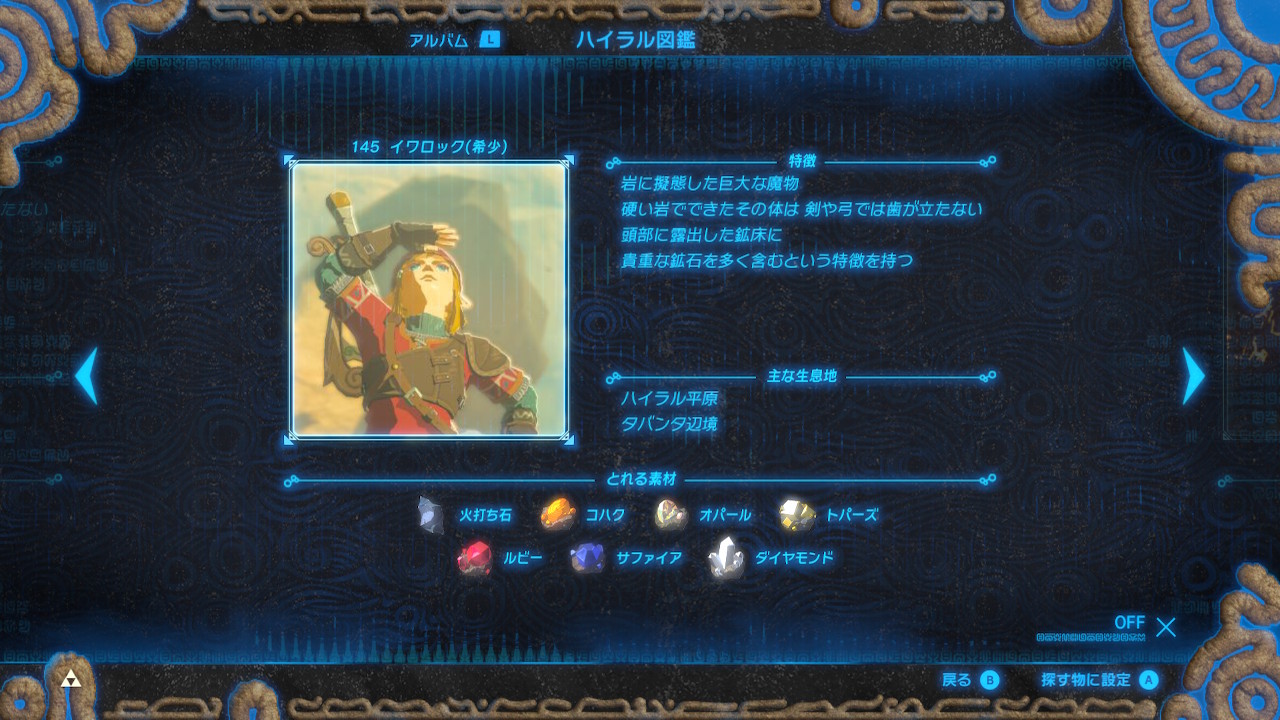 アルバム L
ハイラル図鑑
145 イワロック(希少)
特徴
岩に擬態した巨大な魔物
硬い岩でできたその体は 剣や弓では歯が立たない
頭部に露出した鉱床に
貴重な鉱石を多く含むという特徴を持つ
主な生息地
ハイラル平原
タバンタ辺境
とれる素材
火打ち石 コハク オパール トパーズ
ルビー サファイア ダイヤモンド
OFF
戻る B 探す物に設定 A